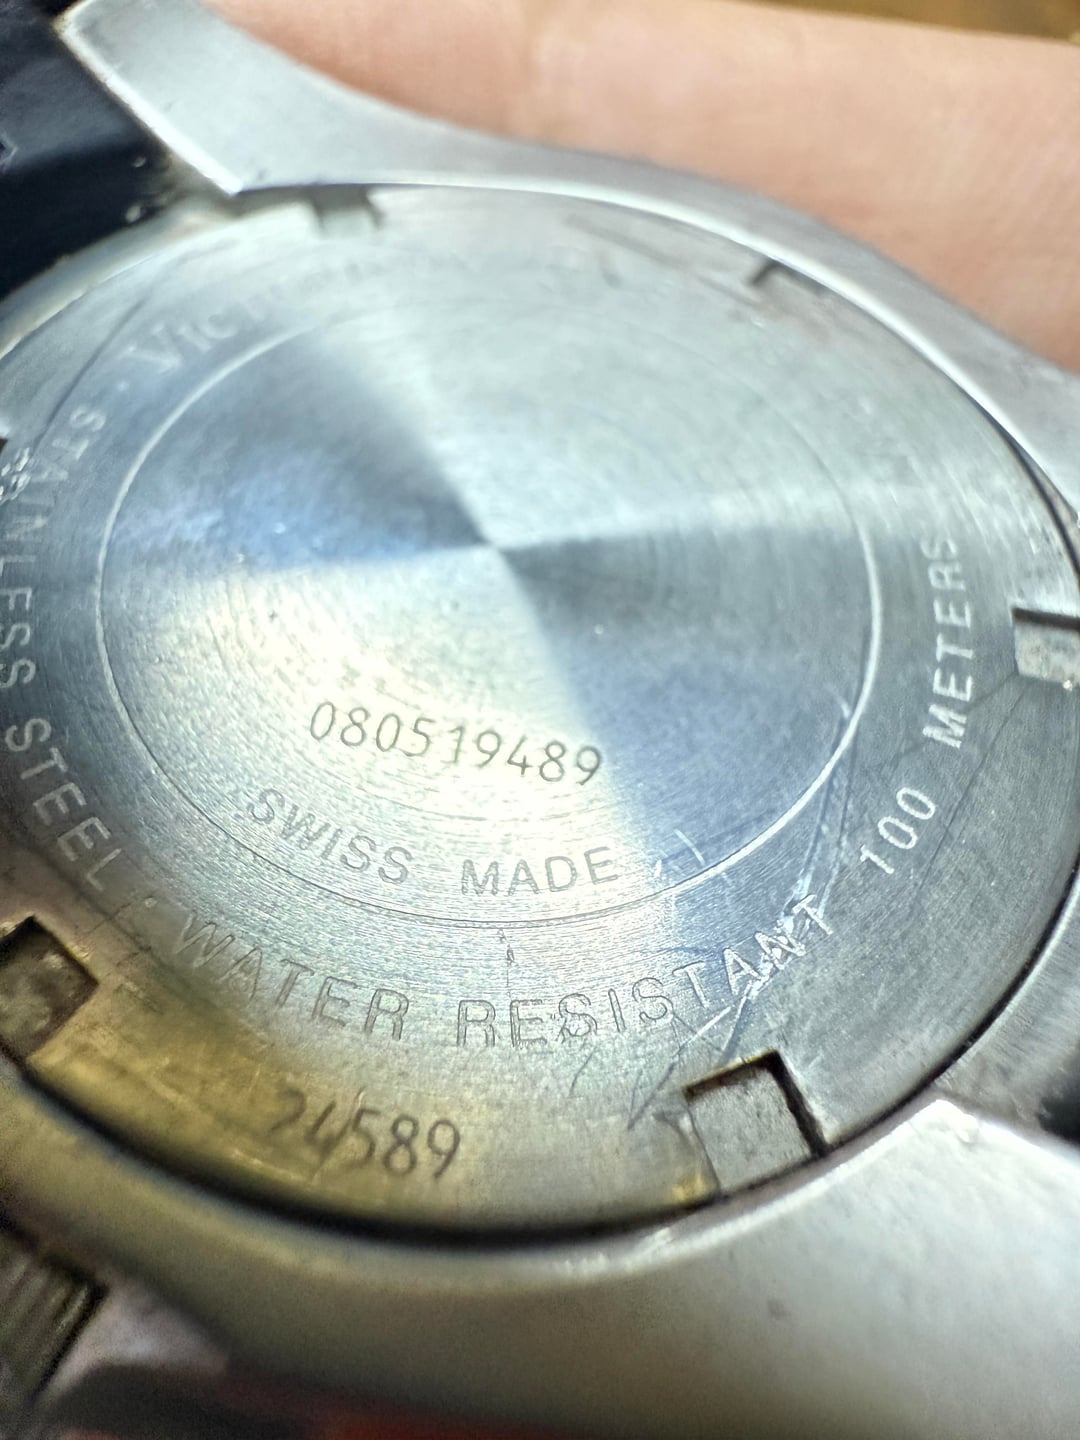 080519489
SWISS MADE
STAINLESS STEEL · WATER RESISTANT 100 METERS
24589